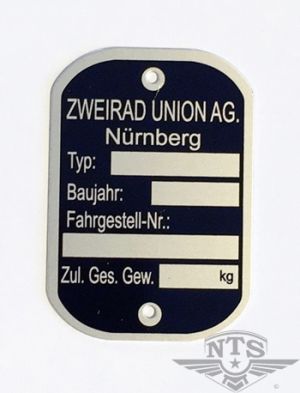 ZWEIRAD UNION AG.
Nürnberg
Typ:
Baujahr:
Fahrgestell-Nr.:
Zul. Ges. Gew. kg
NTS